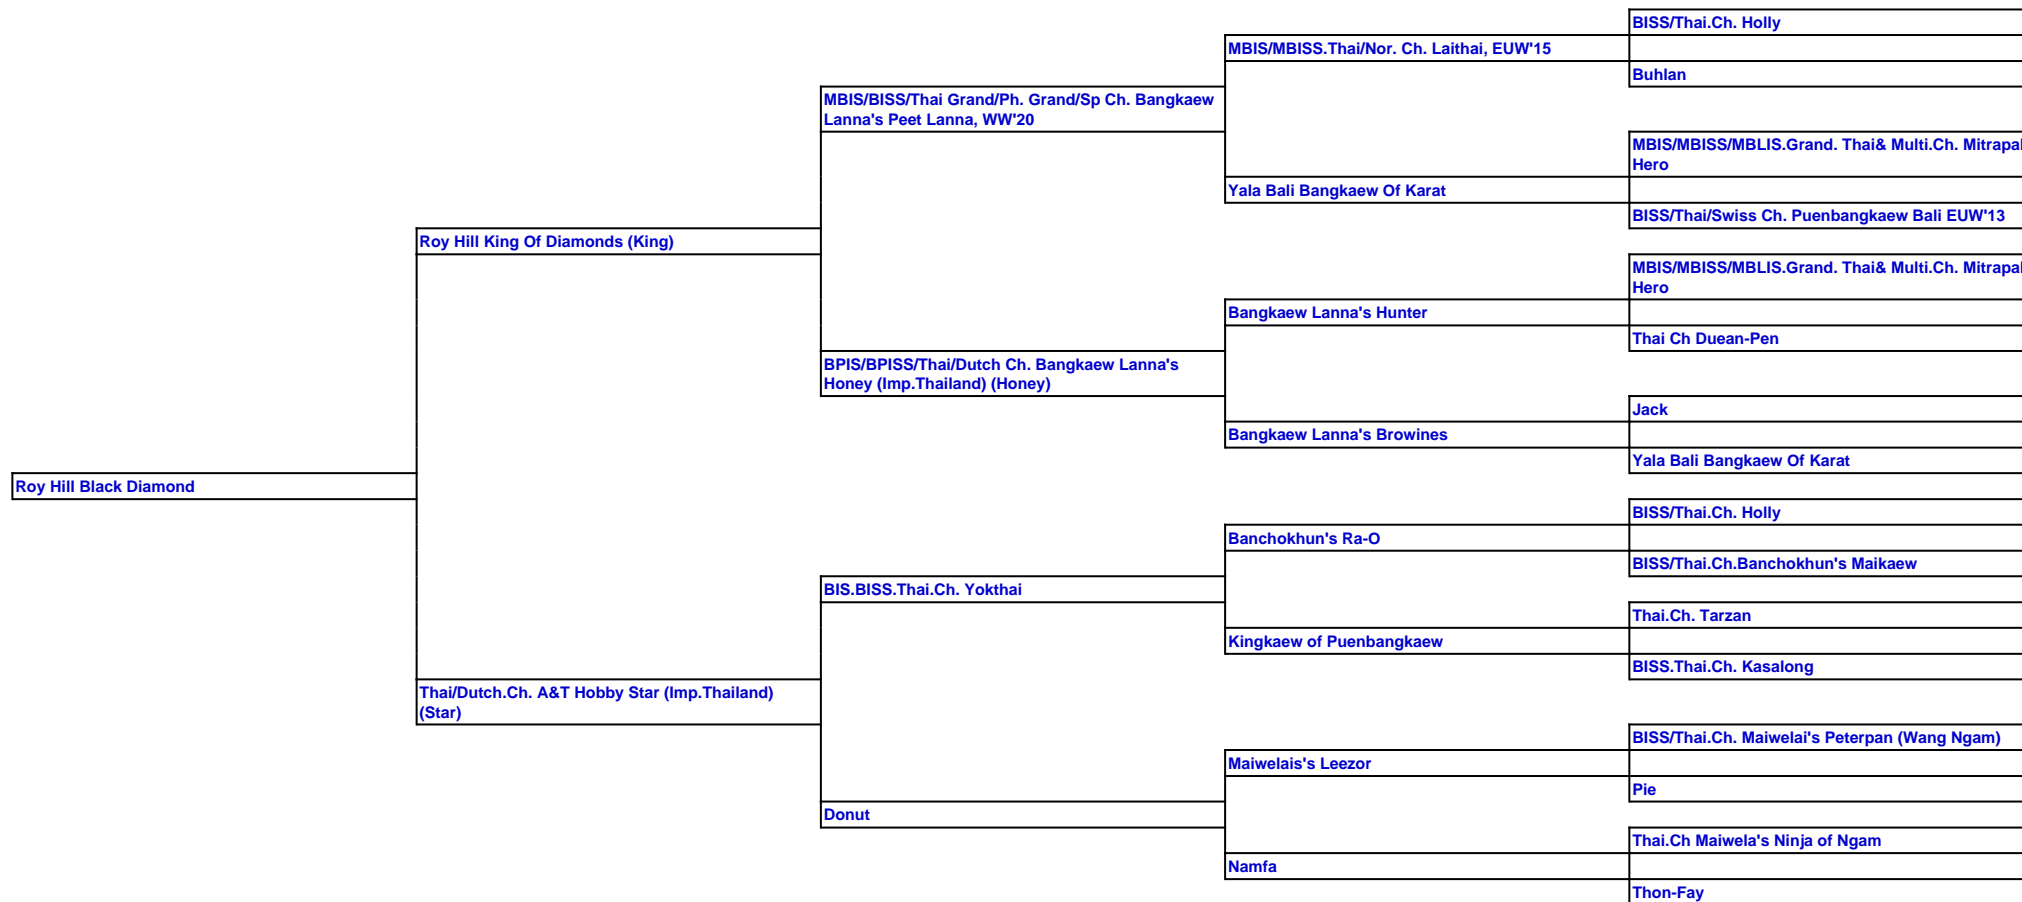 BISS/Thai.Ch. Holly
MBIS/MBISS.Thai/Nor. Ch. Laithai, EUW'15
Buhlan
MBIS/BISS/Thai Grand/Ph. Grand/Sp Ch. Bangkaew
Lanna's Peet Lanna, WW'20
MBIS/MBISS/MBLIS.Grand. Thai& Multi.Ch.
Hero
Yala Bali Bangkaew Of Karat
BISS/Thai/Swiss Ch. Puenbangkaew Bali EUW'13
Roy Hill King Of Diamonds (King)
MBIS/MBISS/MBLIS.Grand. Thai& Multi.Ch.
Hero
Bangkaew Lanna's Hunter
Thai Ch Duean-Pen
BPIS/BPISS/Thai/Dutch Ch. Bangkaew Lanna's
Honey (Imp.Thailand) (Honey)
Jack
Bangkaew Lanna's Browines
Yala Bali Bangkaew Of Karat
Roy Hill Black Diamond
BISS/Thai.Ch. Holly
Banchokhun's Ra-O
BISS/Thai.Ch.Banchokhun's Maikaew
BIS.BISS.Thai.Ch. Yokthai
Thai.Ch. Tarzan
Kingkaew of Puenbangkaew
BISS.Thai.Ch. Kasalong
Thai/Dutch.Ch. A&T Hobby Star (Imp.Thailand)
(Star)
BISS/Thai.Ch. Maiwelai's Peterpan (Wang Ngam)
Maiwelais's Leezor
Pie
Donut
Thai.Ch Maiwela's Ninja of Ngam
Namfa
Thon-Fay